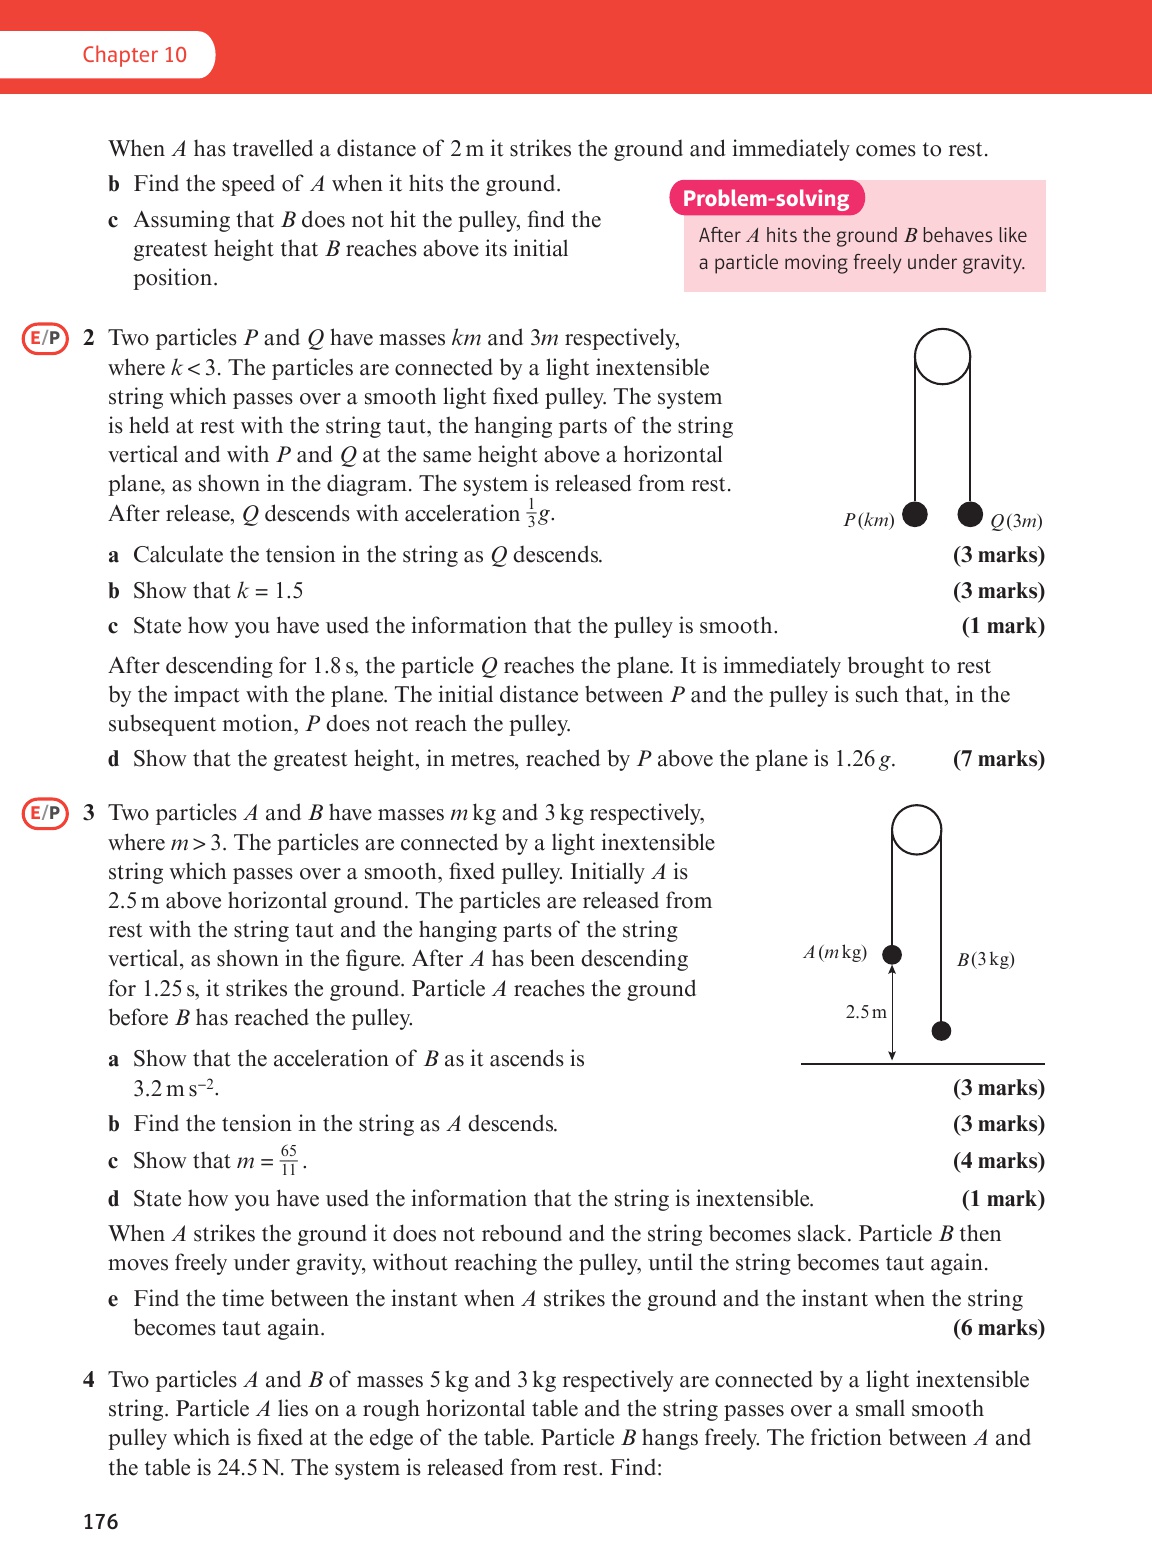 Chapter 10
When A has travelled a distance of 2 m it strikes the ground and immediately comes to rest.
b Find the speed of A when it hits the ground.
c Assuming that B does not hit the pulley, find the
greatest height that B reaches above its initial
position.
Problem-solving
After A hits the ground B behaves like
a particle moving freely under gravity.
E/P 2 Two particles P and Q have masses km and 3m respectively,
where k < 3. The particles are connected by a light inextensible
string which passes over a smooth light fixed pulley. The system
is held at rest with the string taut, the hanging parts of the string
vertical and with P and Q at the same height above a horizontal
plane, as shown in the diagram. The system is released from rest.
After release, Q descends with acceleration 1/3 g.
P(km) Q(3m)
a Calculate the tension in the string as Q descends. (3 marks)
b Show that k = 1.5 (3 marks)
c State how you have used the information that the pulley is smooth. (1 mark)
After descending for 1.8 s, the particle Q reaches the plane. It is immediately brought to rest
by the impact with the plane. The initial distance between P and the pulley is such that, in the
subsequent motion, P does not reach the pulley.
d Show that the greatest height, in metres, reached by P above the plane is 1.26 g. (7 marks)
E/P 3 Two particles A and B have masses m kg and 3 kg respectively,
where m > 3. The particles are connected by a light inextensible
string which passes over a smooth, fixed pulley. Initially A is
2.5 m above horizontal ground. The particles are released from
rest with the string taut and the hanging parts of the string
vertical, as shown in the figure. After A has been descending
for 1.25 s, it strikes the ground. Particle A reaches the ground
before B has reached the pulley.
A(m kg)
B(3 kg)
2.5 m
a Show that the acceleration of B as it ascends is
3.2 m s⁻². (3 marks)
b Find the tension in the string as A descends. (3 marks)
c Show that m = 65/11. (4 marks)
d State how you have used the information that the string is inextensible. (1 mark)
When A strikes the ground it does not rebound and the string becomes slack. Particle B then
moves freely under gravity, without reaching the pulley, until the string becomes taut again.
e Find the time between the instant when A strikes the ground and the instant when the string
becomes taut again. (6 marks)
4 Two particles A and B of masses 5 kg and 3 kg respectively are connected by a light inextensible
string. Particle A lies on a rough horizontal table and the string passes over a small smooth
pulley which is fixed at the edge of the table. Particle B hangs freely. The friction between A and
the table is 24.5 N. The system is released from rest. Find:
176